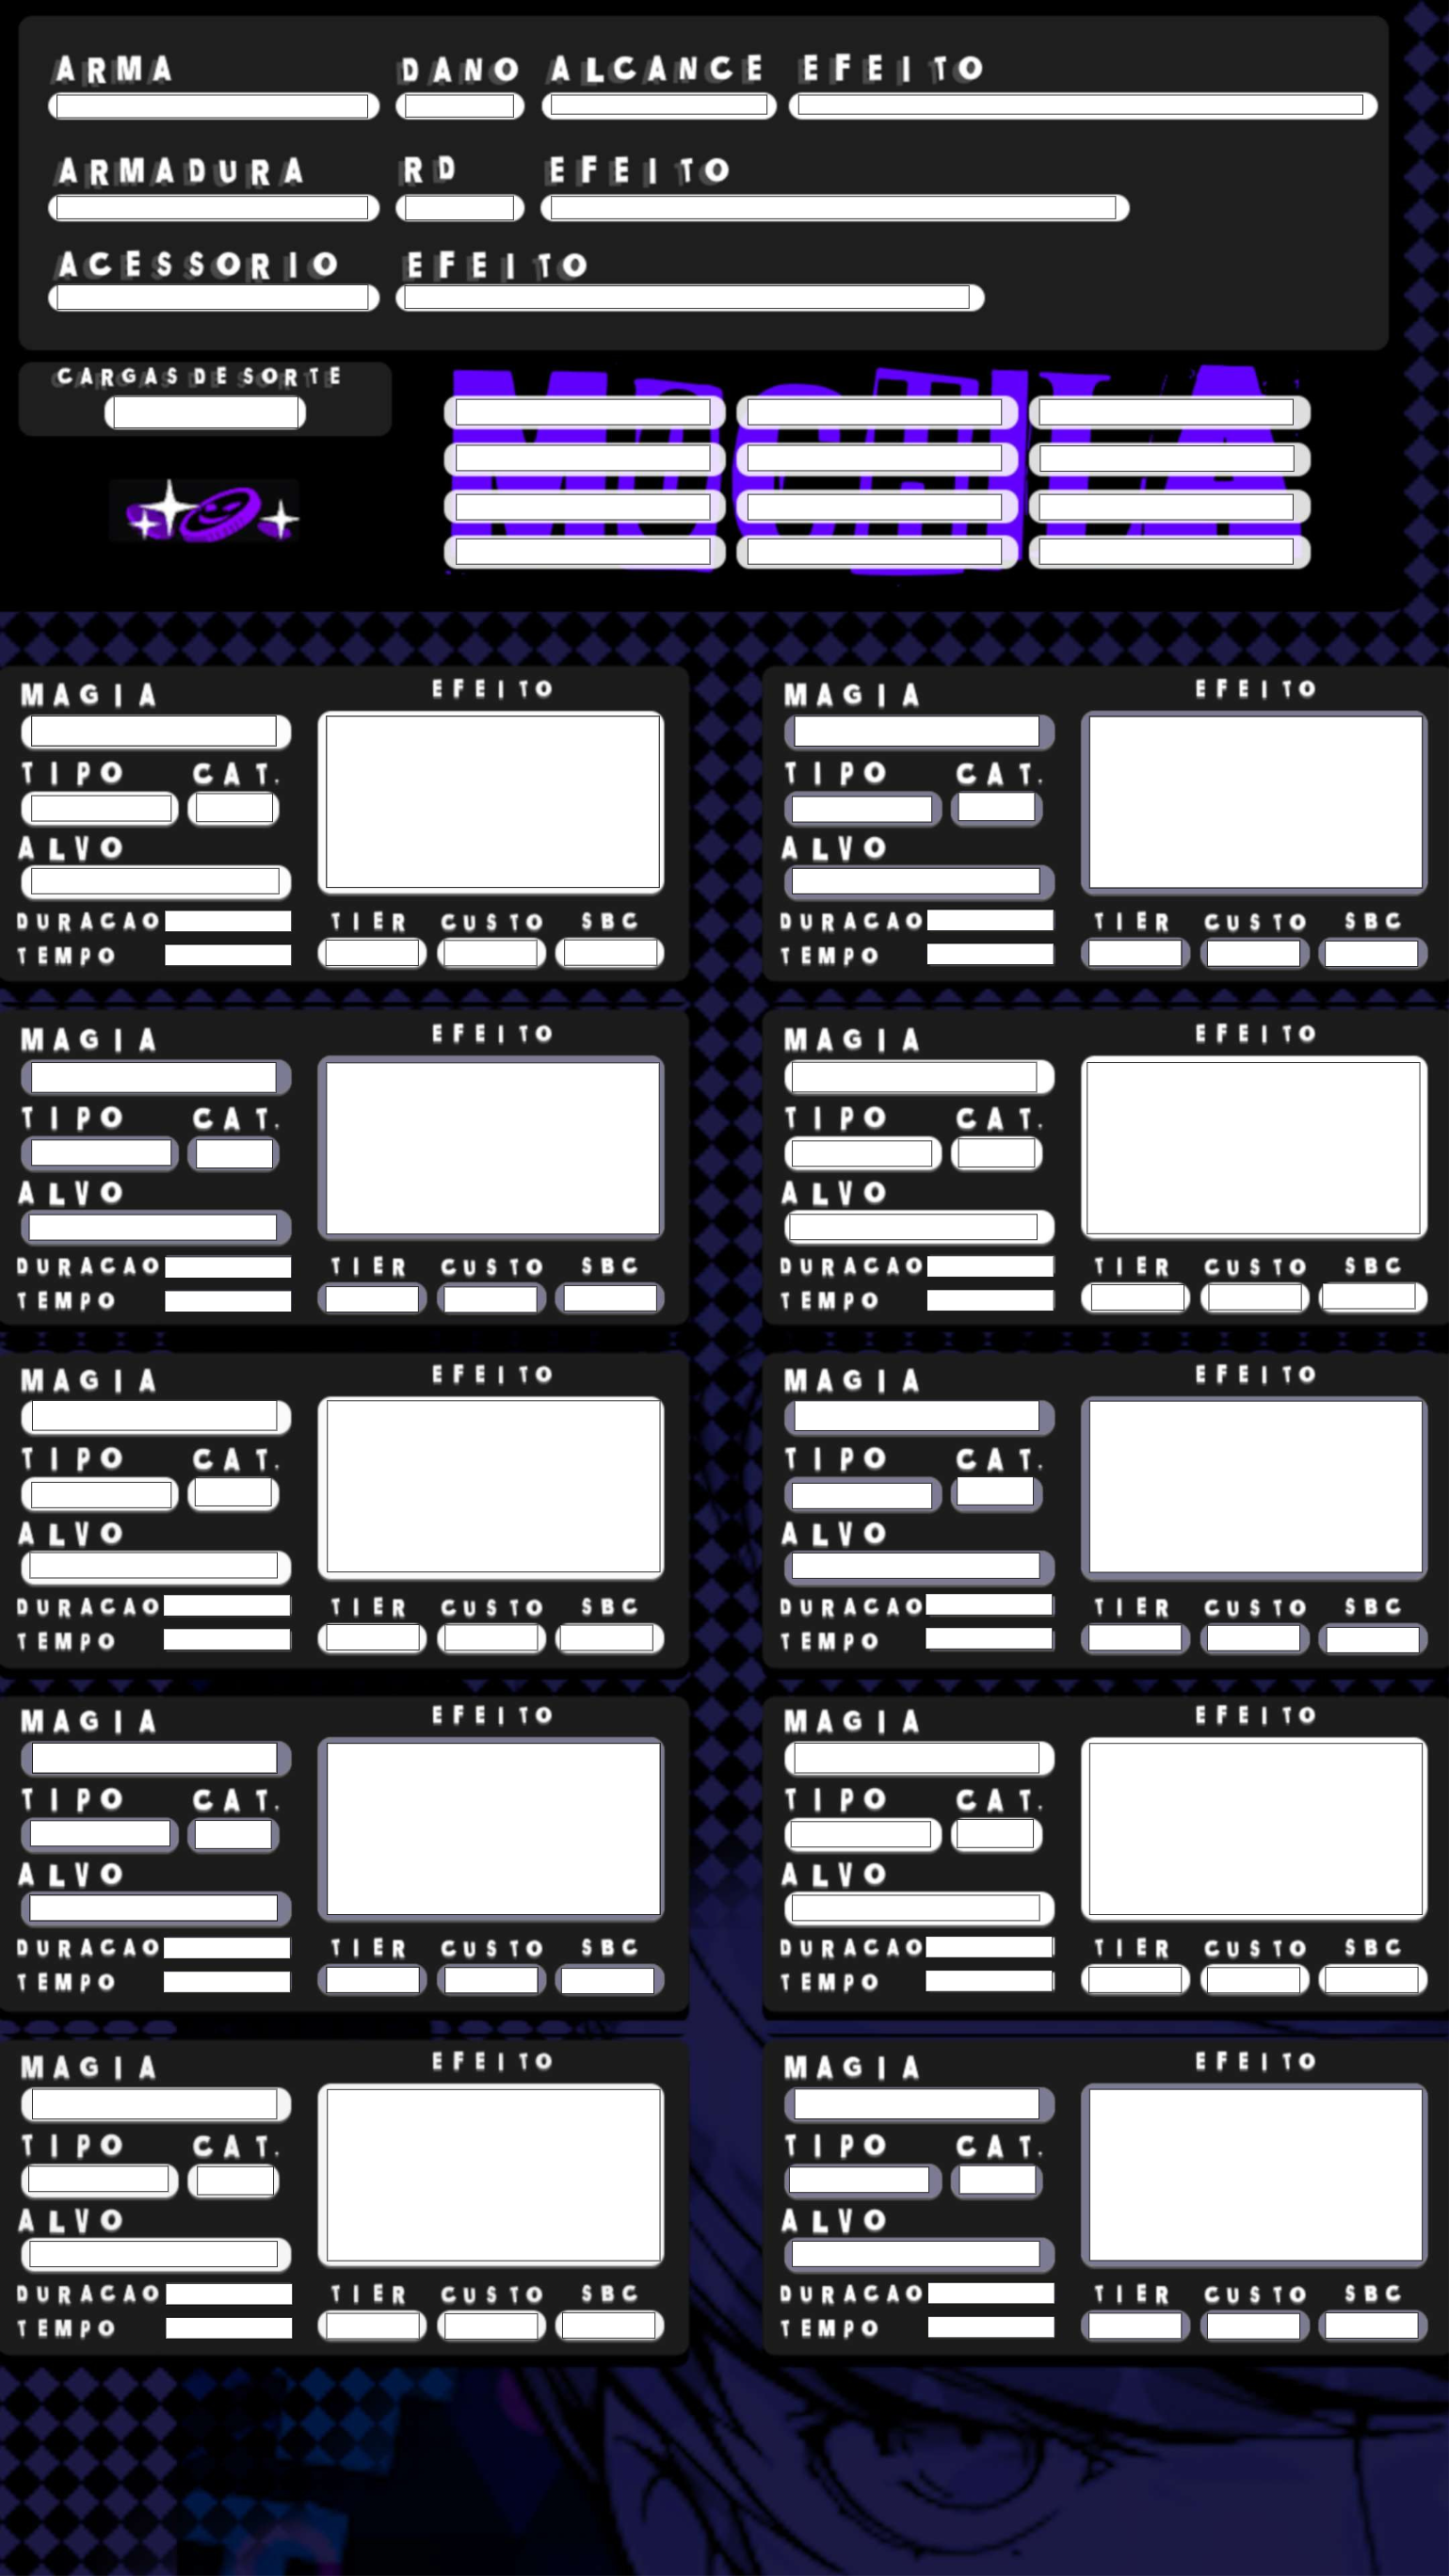 ARMA DANO ALCANCE EFEITO
ARMADURA RD EFEITO
ACESSORIO EFEITO
CARGAS DE SORTE
MOCHILA
MAGIA EFEITO MAGIA EFEITO
TIPO CAT. TIPO CAT.
ALVO ALVO
DURACAO TIER CUSTO SBC DURACAO TIER CUSTO SBC
TEMPO TEMPO
MAGIA EFEITO MAGIA EFEITO
TIPO CAT. TIPO CAT.
ALVO ALVO
DURACAO TIER CUSTO SBC DURACAO TIER CUSTO SBC
TEMPO TEMPO
MAGIA EFEITO MAGIA EFEITO
TIPO CAT. TIPO CAT.
ALVO ALVO
DURACAO TIER CUSTO SBC DURACAO TIER CUSTO SBC
TEMPO TEMPO
MAGIA EFEITO MAGIA EFEITO
TIPO CAT. TIPO CAT.
ALVO ALVO
DURACAO TIER CUSTO SBC DURACAO TIER CUSTO SBC
TEMPO TEMPO
MAGIA EFEITO MAGIA EFEITO
TIPO CAT. TIPO CAT.
ALVO ALVO
DURACAO TIER CUSTO SBC DURACAO TIER CUSTO SBC
TEMPO TEMPO